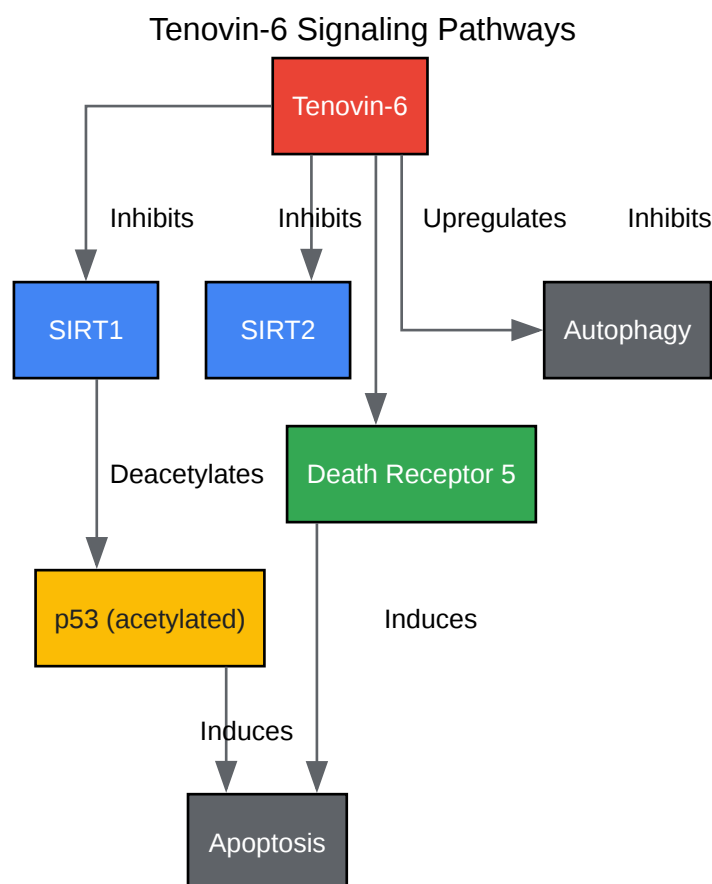 Tenovin-6 Signaling Pathways
Tenovin-6
Inhibits
Inhibits
Upregulates
Inhibits
SIRT1
SIRT2
Autophagy
Deacetylates
Death Receptor 5
p53 (acetylated)
Induces
Induces
Apoptosis